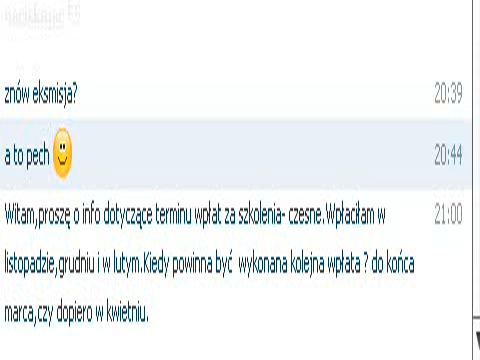 znów eksmisja?
20:39
a to pech
20:44
Witam,proszę o info dotyczące terminu wpłat za szkolenia- czesne.Wpłaciłam w
21:00
listopadzie,grudniu i w lutym.Kiedy powinna być wykonana kolejna wpłata ? do końca
marca,czy dopiero w kwietniu.